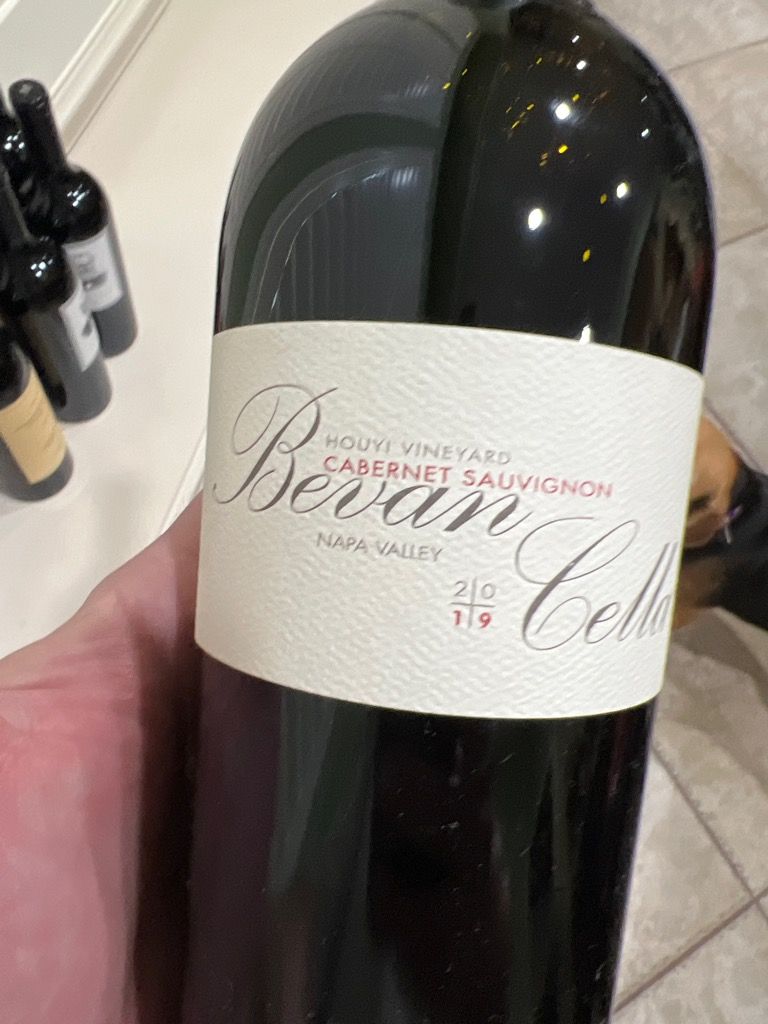 HOUYI VINEYARD
CABERNET SAUVIGNON
Bevan
NAPA VALLEY
20
19
Cella